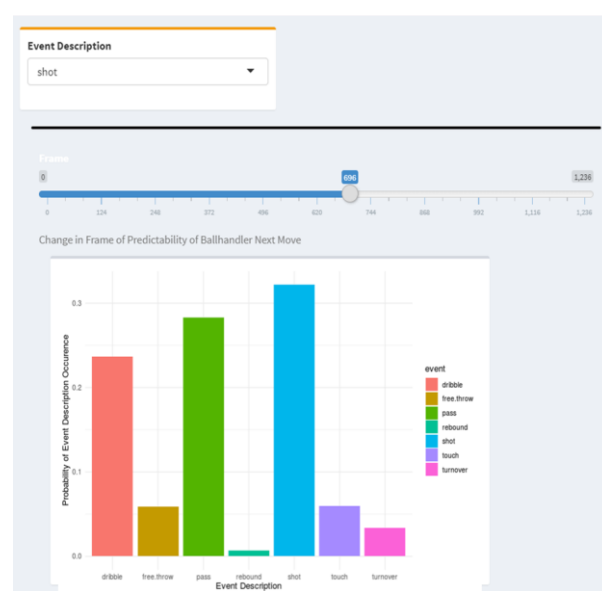 Event Description
shot
Frame
0 696 1,236
0 124 248 372 496 620 744 868 992 1,116 1,236
Change in Frame of Predictability of Ballhandler Next Move
Probability of Event Description Occurence
0.3
0.2
0.1
0.0
dribble free.throw pass rebound shot touch turnover
Event Description
event
dribble
free.throw
pass
rebound
shot
touch
turnover